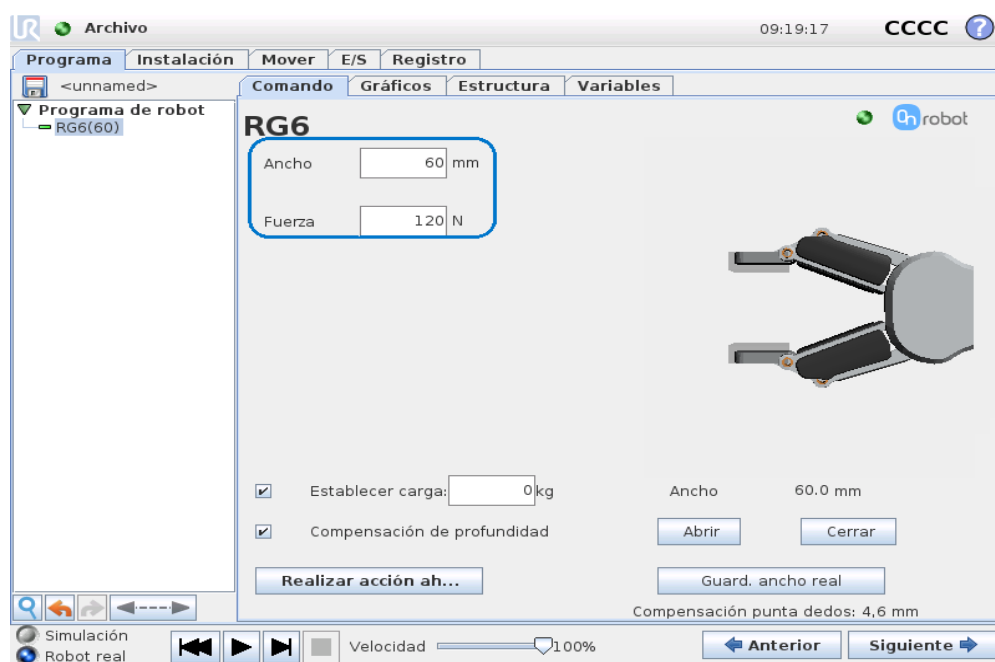 UR Archivo 09:19:17 CCCC ?
Programa Instalación Mover E/S Registro
<unnamed> Comando Gráficos Estructura Variables
Programa de robot
RG6(60)
RG6
On robot
Ancho 60 mm
Fuerza 120 N
Establecer carga: 0 kg Ancho 60.0 mm
Compensación de profundidad Abrir Cerrar
Realizar acción ah... Guard. ancho real
Compensación punta dedos: 4,6 mm
Simulación
Robot real
Velocidad 100% Anterior Siguiente